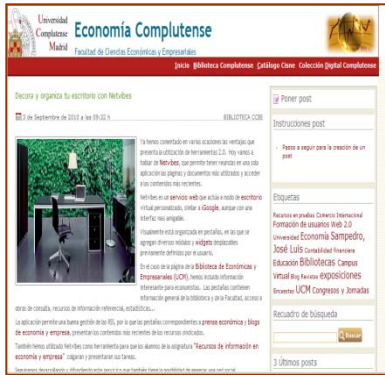 Universidad
Complutense
Madrid
Economía Complutense
Facultad de Ciencias Económicas y Empresariales
Inicio Biblioteca Complutense Catálogo Cisne Colección Digital Complutense
Decora y organiza tu escritorio con Netvibes
3 de Septiembre de 2010 a las 09:32 h
BIBLIOTECA CCEE
Ya hemos comentado en varias ocasiones las ventajas que
presenta la utilización de herramientas 2.0. Hoy vamos a
hablar de Netvibes, que permite tener reunidas en una sola
aplicación las páginas y documentos más utilizados y acceder
a los contenidos más recientes.
Netvibes es un servicio web que actúa a modo de escritorio
virtual personalizado, similar a iGoogle, aunque con una
interfaz más amigable.
Visualmente está organizada en pestañas, en las que se
agregan diversos módulos y widgets desplazables
previamente definidos por el usuario.
En el caso de la página de la Biblioteca de Económicas y
Empresariales (UCM), hemos incluido información
interesante para economistas. Las pestañas contienen
información general de la biblioteca y de la Facultad, acceso a
obras de consulta, recursos de información referencial, estadísticas...
La aplicación permite una buena gestión de las RSS, por lo que las pestañas correspondientes a prensa económica y blogs
de economía y empresa, presentan los contenidos más recientes de los recursos sindicados.
También hemos utilizado Netvibes como herramienta para que los alumnos de la asignatura "Recursos de información en
economía y empresa" colgaran y presentaran sus tareas.
Poner post
Instrucciones post
Pasos a seguir para la creación de un
post
Etiquetas
Recursos en pruebas Comercio Internacional
Formación de usuarios Web 2.0
Universidad Economía Sampedro,
José Luis Contabilidad Financiera
Educación Bibliotecas Campus
Virtual Blog Revistas exposiciones
Encuestas UCM Congresos y Jornadas
Recuadro de búsqueda
Buscar
3 Últimos posts